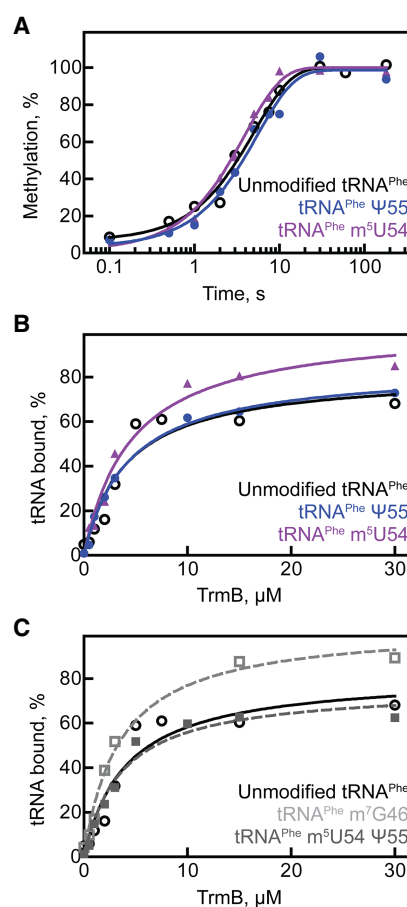 A
Methylation, %
100
80
60
40
20
0
Unmodified tRNAPhe
tRNAPhe Ψ55
tRNAPhe m5U54
0.1 1 10 100
Time, s
B
tRNA bound, %
80
60
40
20
0
Unmodified tRNAPhe
tRNAPhe Ψ55
tRNAPhe m5U54
0 10 20 30
TrmB, µM
C
tRNA bound, %
80
60
40
20
0
Unmodified tRNAPhe
tRNAPhe m7G46
tRNAPhe m5U54 Ψ55
0 10 20 30
TrmB, µM